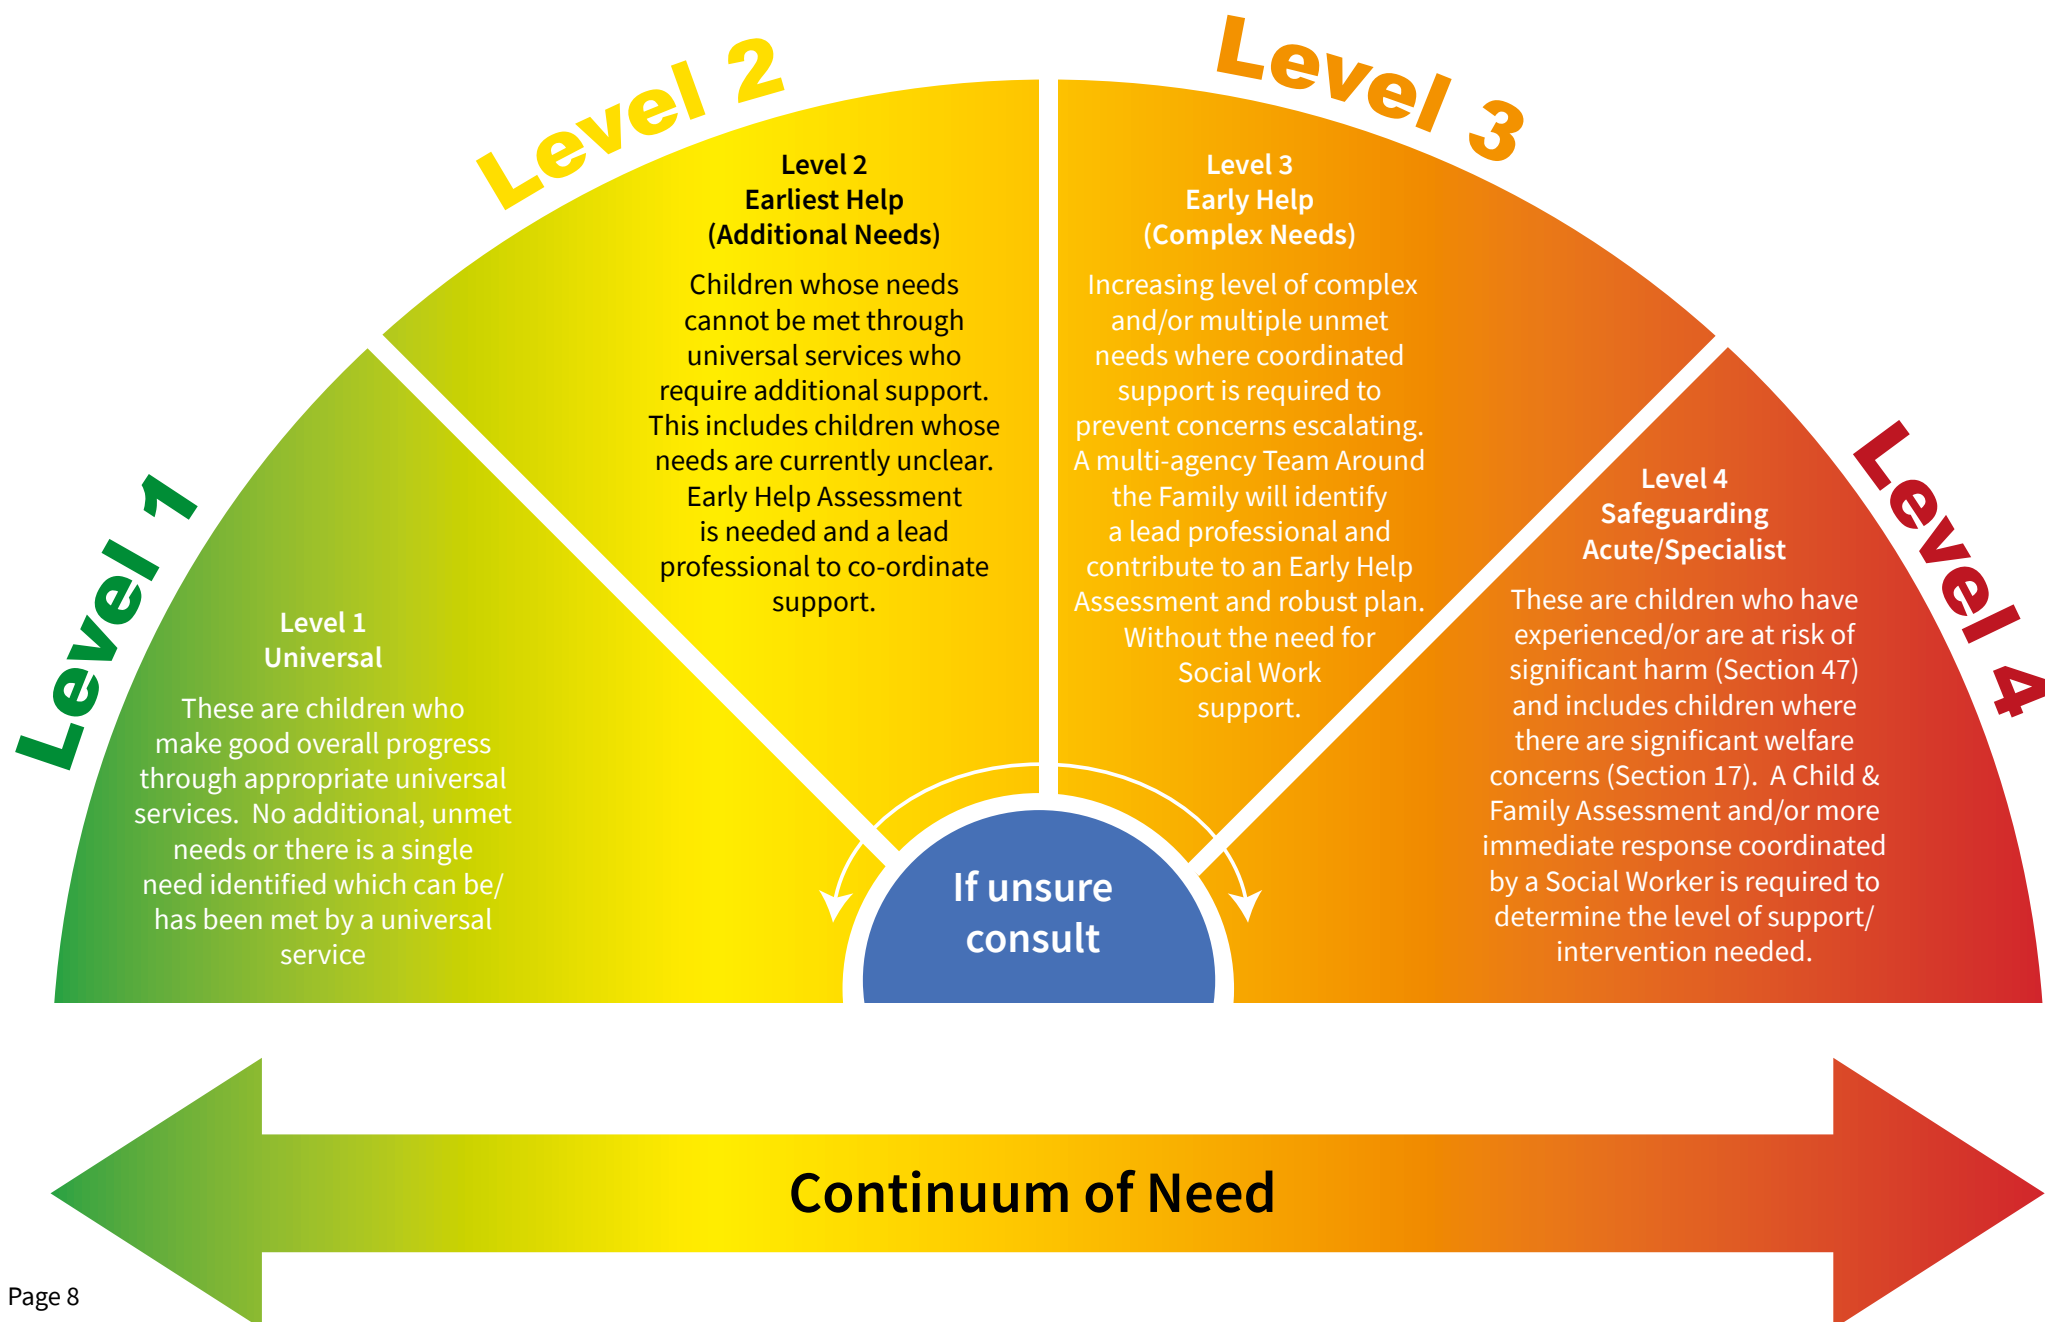 Level 1
Level 2
Level 3
Level 4
Level 1
Universal
These are children who
make good overall progress
through appropriate universal
services.  No additional, unmet
needs or there is a single
need identified which can be/
has been met by a universal
service
Level 2
Earliest Help
(Additional Needs)
Children whose needs
cannot be met through
universal services who
require additional support.
This includes children whose
needs are currently unclear.
Early Help Assessment
is needed and a lead
professional to co-ordinate
support.
Level 3
Early Help
(Complex Needs)
Increasing level of complex
and/or multiple unmet
needs where coordinated
support is required to
prevent concerns escalating.
A multi-agency Team Around
the Family will identify
a lead professional and
contribute to an Early Help
Assessment and robust plan.
Without the need for
Social Work
support.
Level 4
Safeguarding
Acute/Specialist
These are children who have
experienced/or are at risk of
significant harm (Section 47)
and includes children where
there are significant welfare
concerns (Section 17).  A Child &
Family Assessment and/or more
immediate response coordinated
by a Social Worker is required to
determine the level of support/
intervention needed.
If unsure
consult
Continuum of Need
Page 8